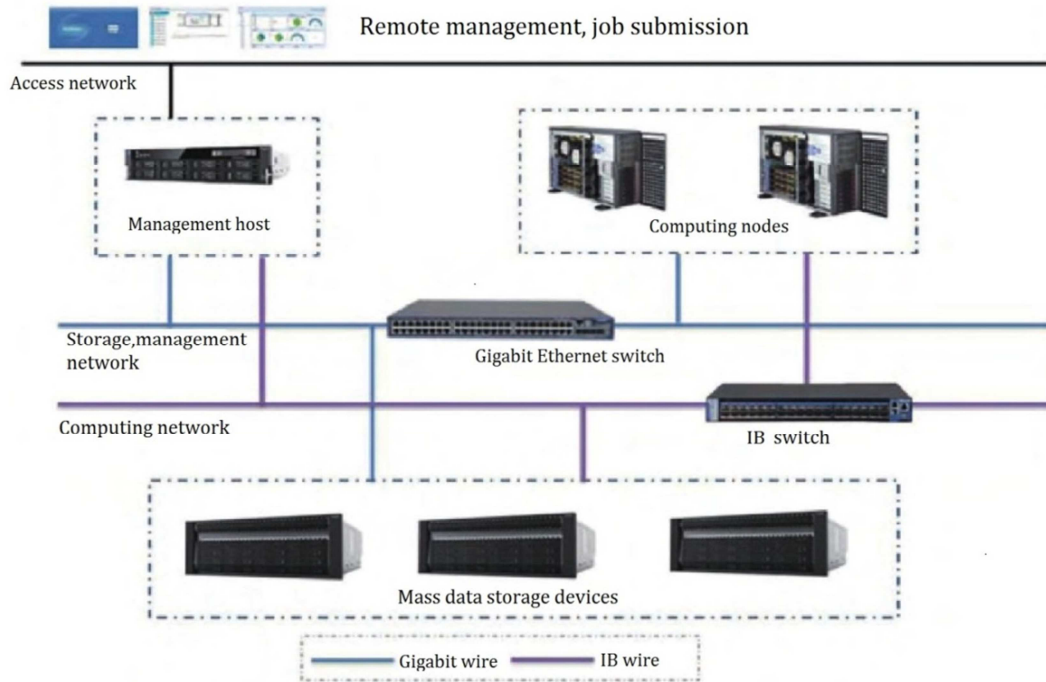 Remote management, job submission
Access network
Management host
Computing nodes
Storage,management
network
Gigabit Ethernet switch
Computing network
IB switch
Mass data storage devices
Gigabit wire
IB wire